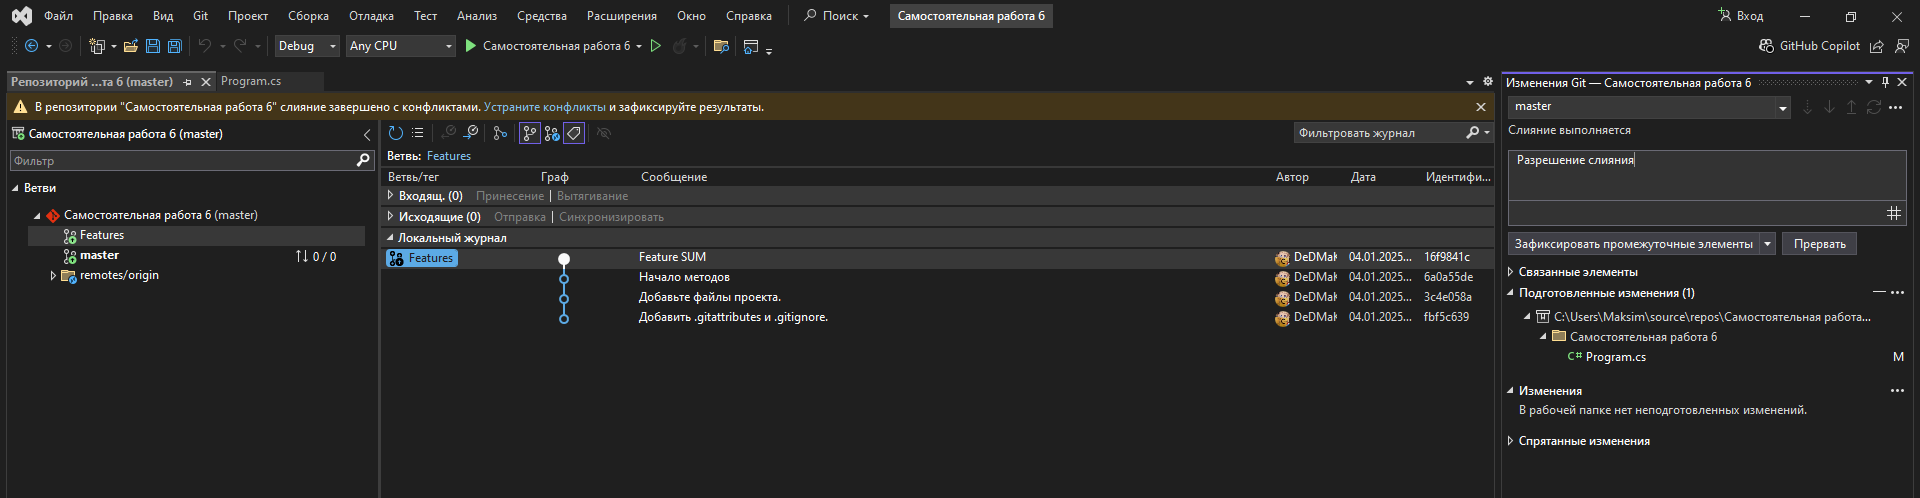 Файл Правка Вид Git Проект Сборка Отладка Тест Анализ Средства Расширения Окно Справка Поиск Самостоятельная работа 6 Вход
Debug Any CPU Самостоятельная работа 6 GitHub Copilot
Репозиторий ...та 6 (master) Program.cs
В репозитории "Самостоятельная работа 6" слияние завершено с конфликтами. Устраните конфликты и зафиксируйте результаты.
Самостоятельная работа 6 (master)
Фильтр
Ветви
Самостоятельная работа 6 (master)
Features
master 0 / 0
remotes/origin
Фильтровать журнал
Ветвь: Features
Ветвь/тег Граф Сообщение Автор Дата Идентифи...
Входящ. (0) Принесение | Вытягивание
Исходящие (0) Отправка | Синхронизировать
Локальный журнал
Features Feature SUM DeDMaK 04.01.2025... 16f9841c
Начало методов DeDMaK 04.01.2025... 6a0a55de
Добавьте файлы проекта. DeDMaK 04.01.2025... 3c4e058a
Добавить .gitattributes и .gitignore. DeDMaK 04.01.2025... fbf5c639
Изменения Git — Самостоятельная работа 6
master
Слияние выполняется
Разрешение слияния
Зафиксировать промежуточные элементы Прервать
Связанные элементы
Подготовленные изменения (1)
C:\Users\Maksim\source\repos\Самостоятельная работа...
Самостоятельная работа 6
C# Program.cs M
Изменения
В рабочей папке нет неподготовленных изменений.
Спрятанные изменения